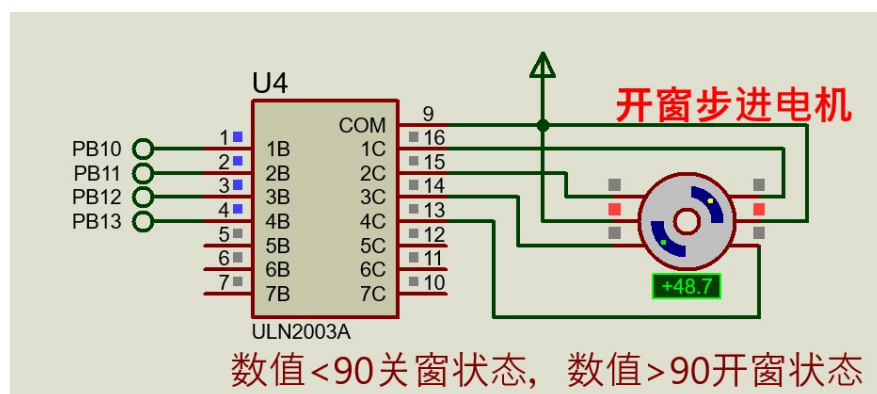 U4
开窗步进电机
COM 9
PB10 1 1B 1C 16
PB11 2 2B 2C 15
PB12 3 3B 3C 14
PB13 4 4B 4C 13
5 5B 5C 12
6 6B 6C 11
7 7B 7C 10
+48.7
ULN2003A
数值<90关窗状态，数值>90开窗状态